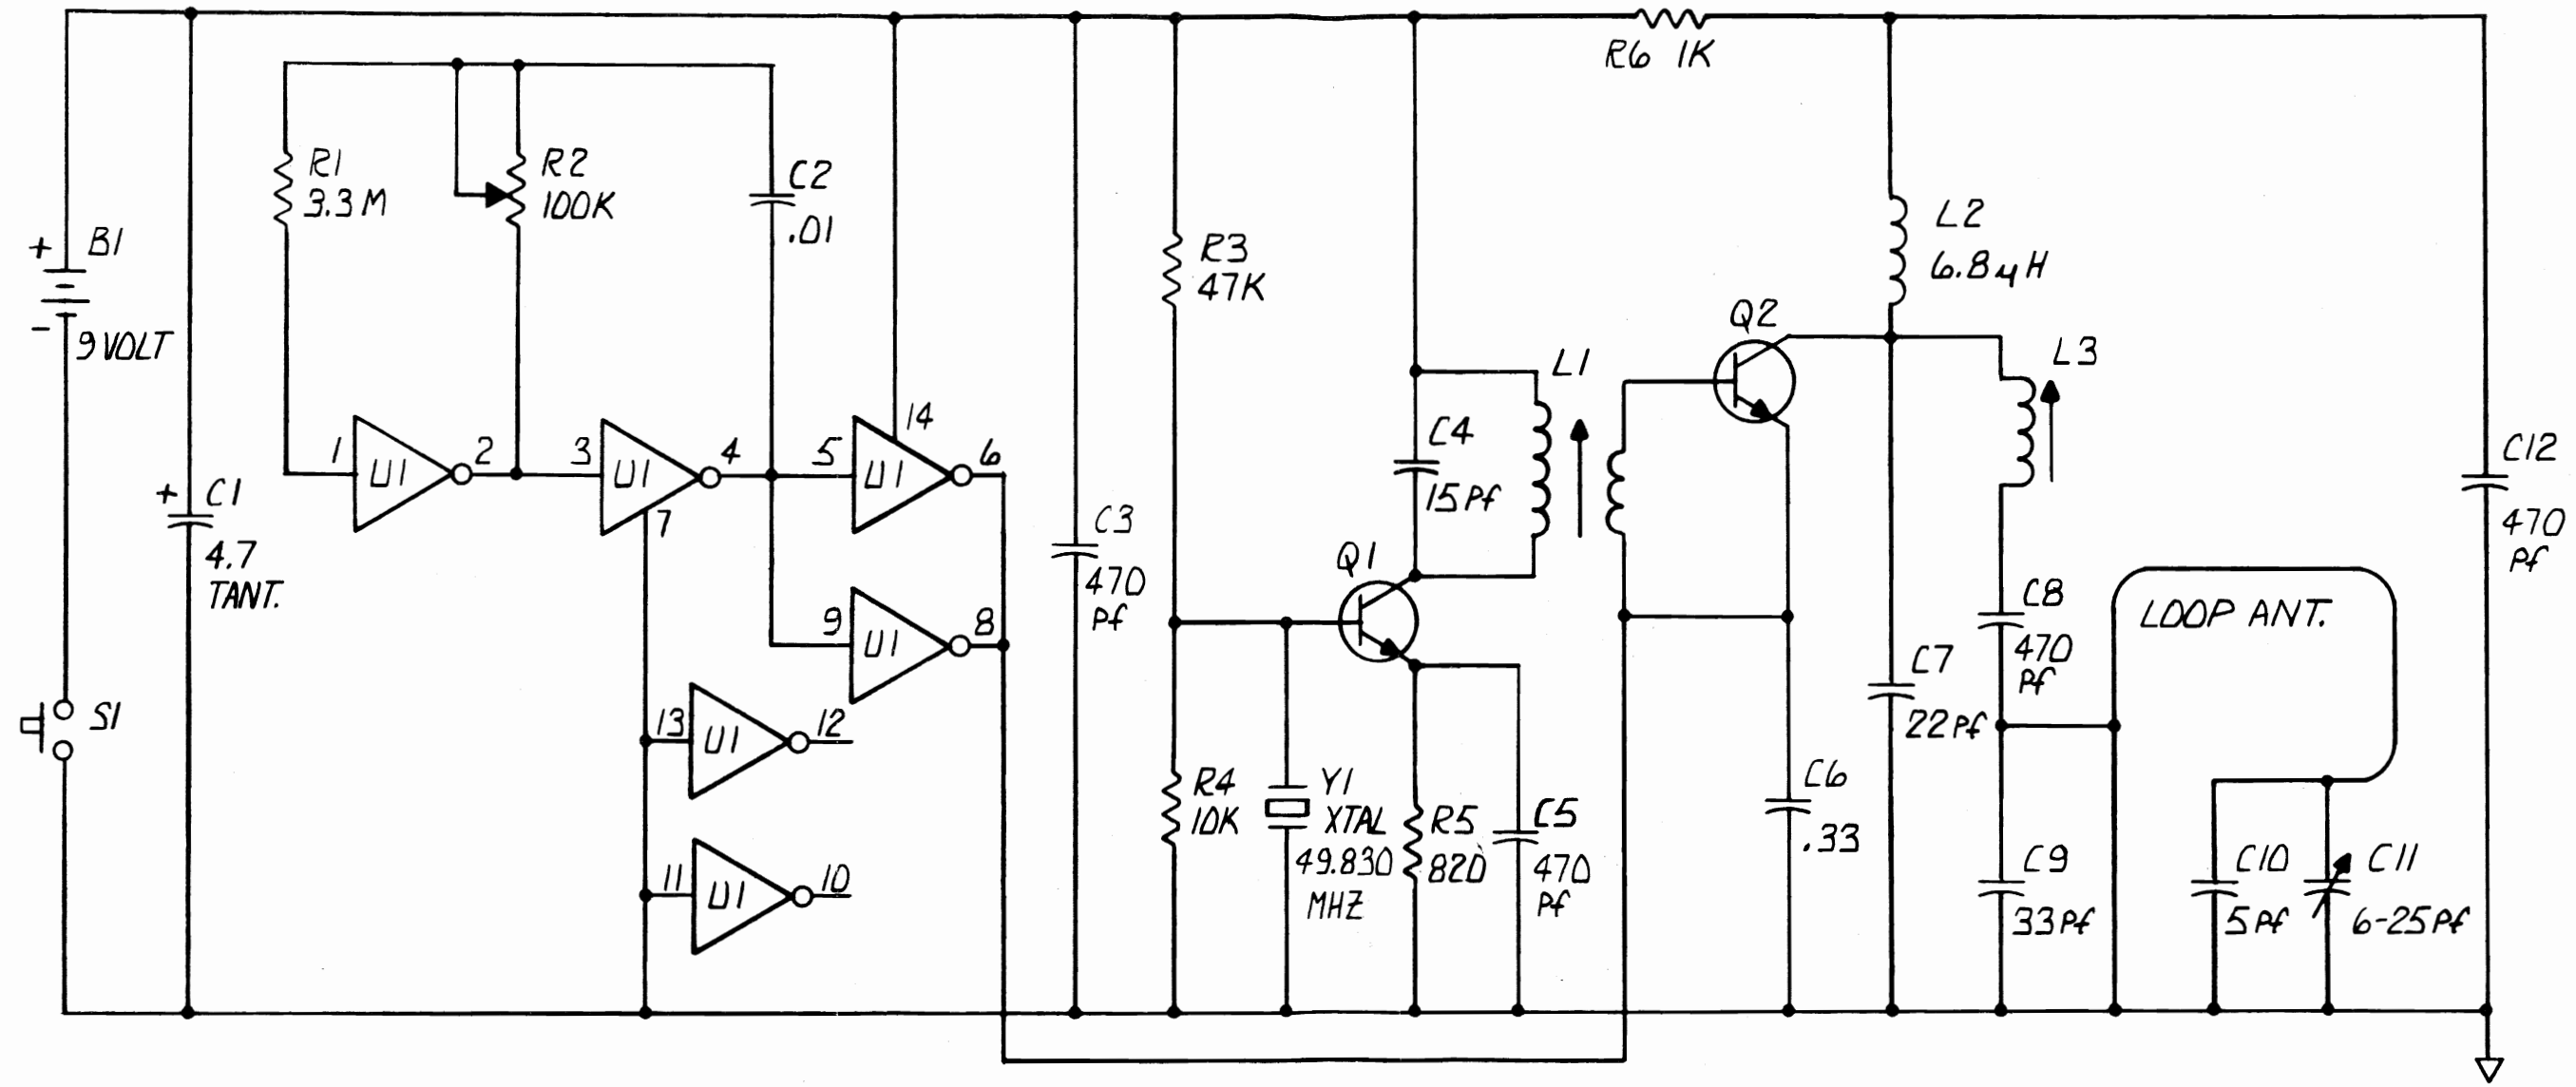 R6 1K
R1
3.3M
R2
100K
C2
.01
+ B1
- 9 VOLT
L2
6.8µH
R3
47K
Q2
L1
L3
14
1 U1 2
3 U1 4
5 U1 6
7
C4
15Pf
C12
470
Pf
+ C1
4.7
TANT.
C3
470
Pf
Q1
C8
470
Pf
LOOP ANT.
9 U1 8
C7
22Pf
S1
13 U1 12
R4
10K
Y1
XTAL
49.830
MHZ
R5
820
C5
470
Pf
C6
.33
C9
33Pf
C10
5Pf
C11
6-25Pf
11 U1 10